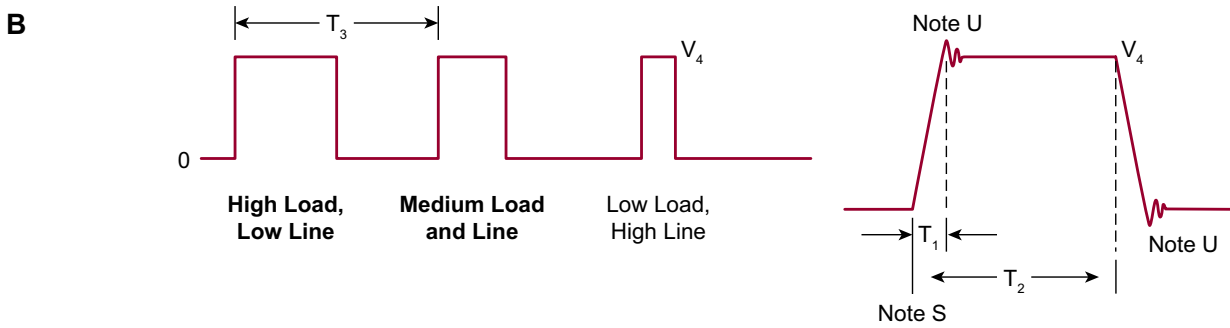 B
T3
V4
0
High Load,
Low Line
Medium Load
and Line
Low Load,
High Line
Note U
V4
T1
Note U
T2
Note S